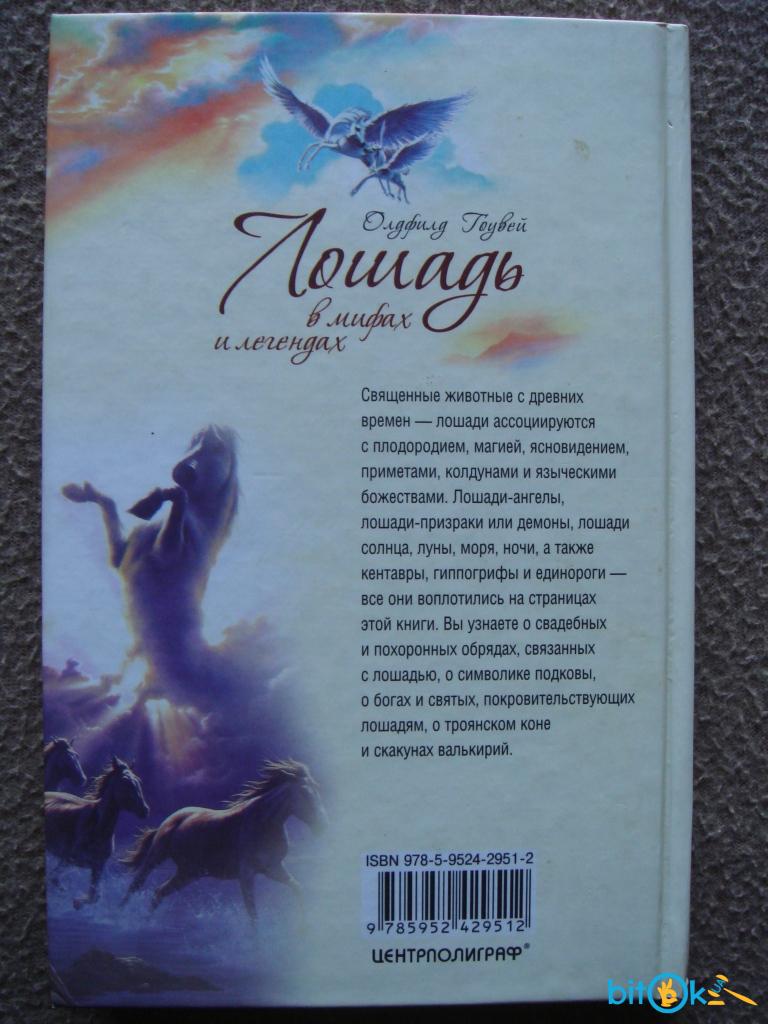 Олдфилд Гоувей
Лошадь
в мифах
и легендах
Священные животные с древних
времен — лошади ассоциируются
с плодородием, магией, ясновидением,
приметами, колдунами и языческими
божествами. Лошади-ангелы,
лошади-призраки или демоны, лошади
солнца, луны, моря, ночи, а также
кентавры, гиппогрифы и единороги —
все они воплотились на страницах
этой книги. Вы узнаете о свадебных
и похоронных обрядах, связанных
с лошадью, о символике подковы,
о богах и святых, покровительствующих
лошадям, о троянском коне
и скакунах валькирий.
ISBN 978-5-9524-2951-2
9 785952 429512
ЦЕНТРПОЛИГРАФ®
bitok UA